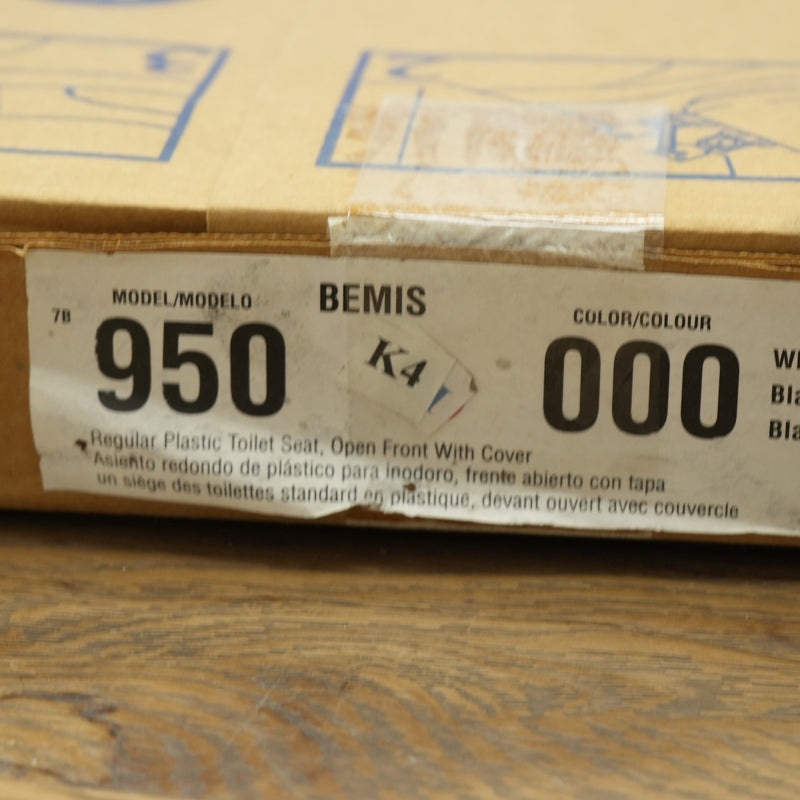 MODEL/MODELO
BEMIS
COLOR/COLOUR
7B
950
K4
000
Regular Plastic Toilet Seat, Open Front With Cover
Asiento redondo de plástico para inodoro, frente abierto con tapa
un siège des toilettes standard en plastique, devant ouvert avec couvercle